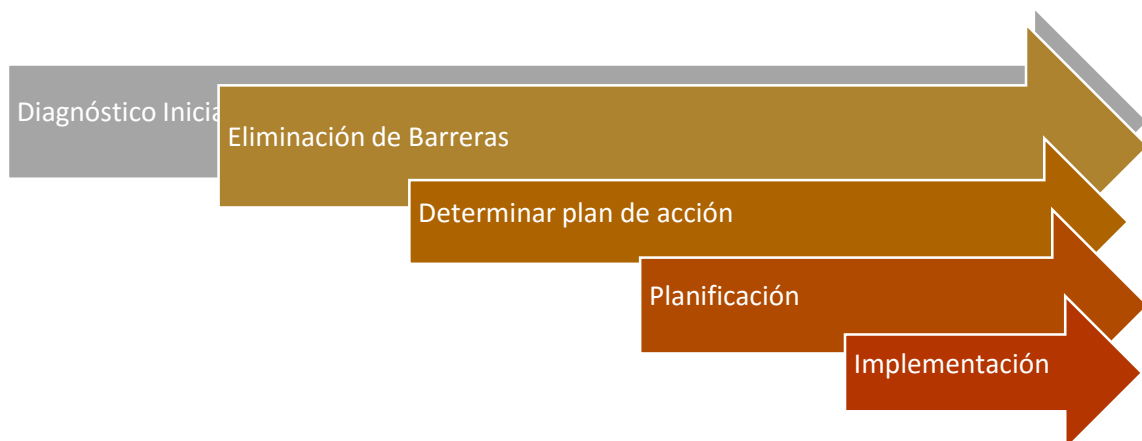 Diagnóstico Inicia
Eliminación de Barreras
Determinar plan de acción
Planificación
Implementación